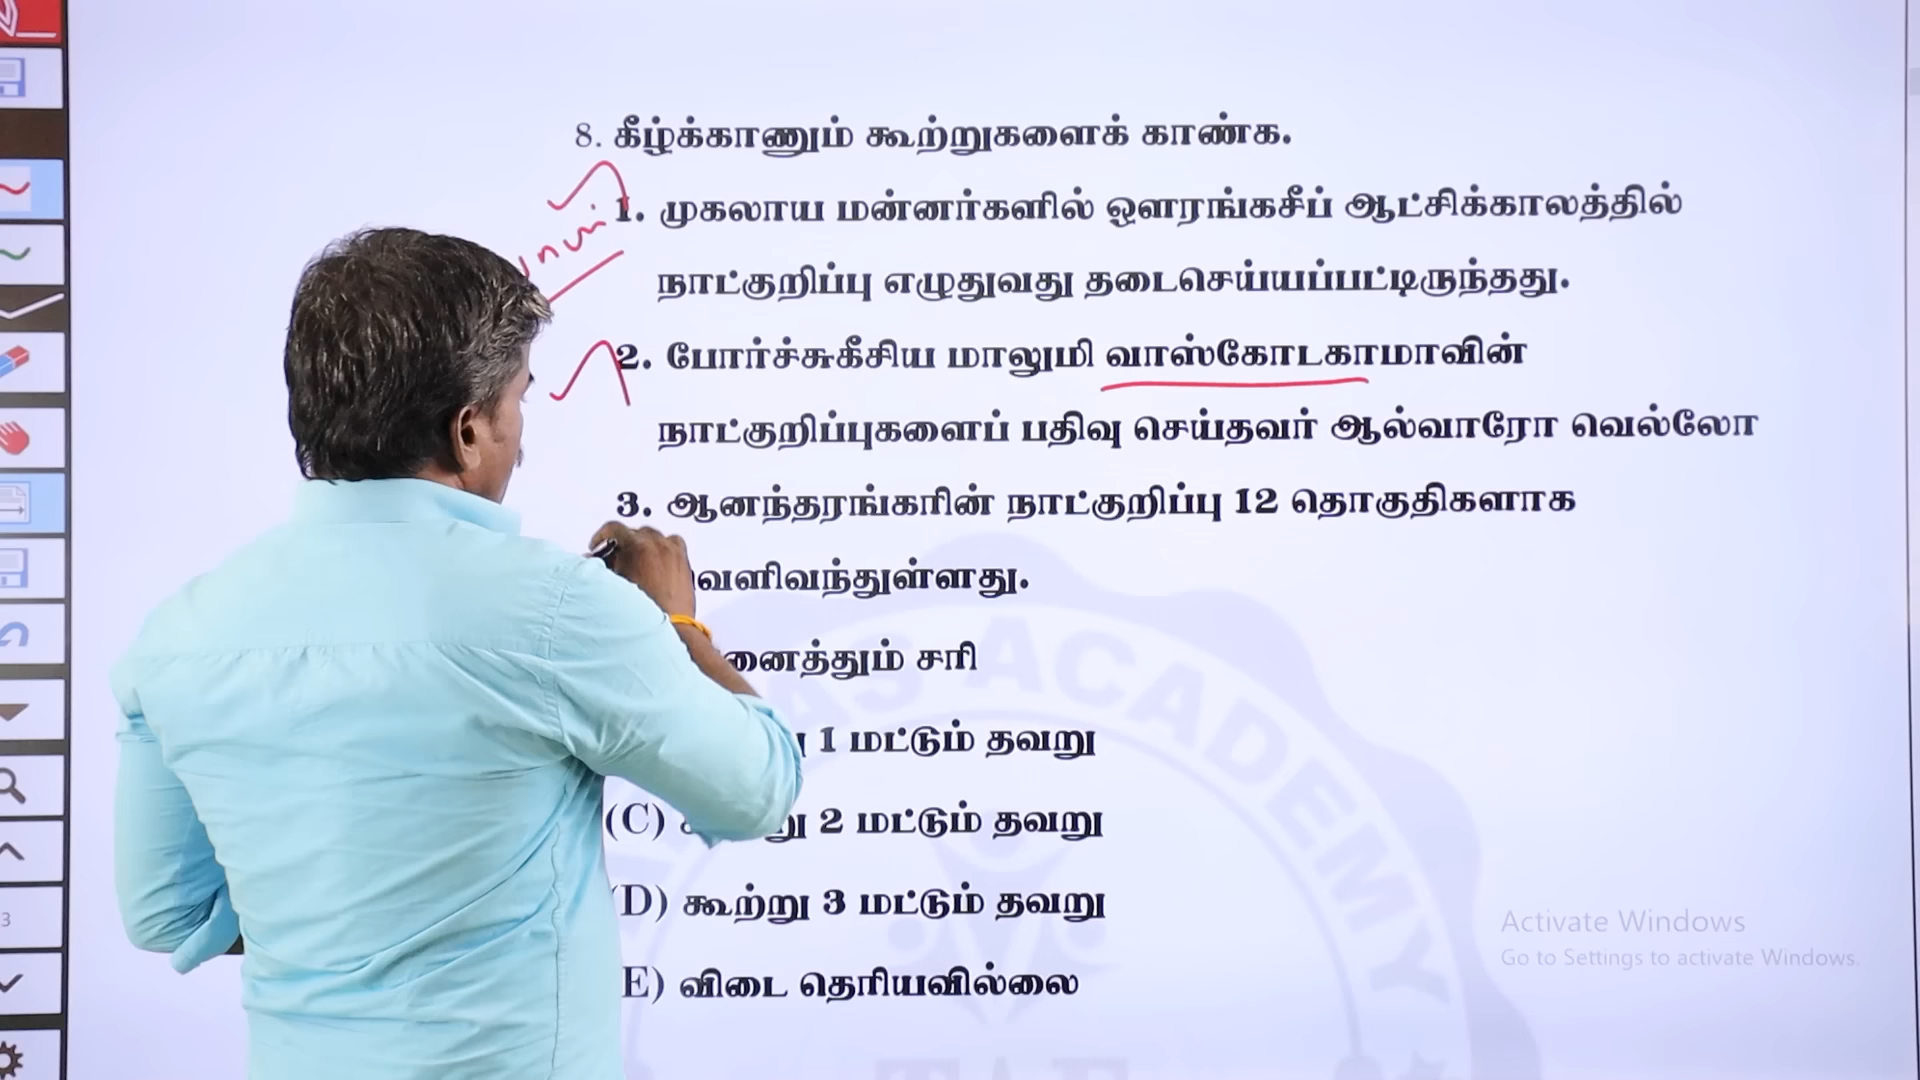 8. கீழ்க்காணும் கூற்றுகளைக் காண்க.
1. முகலாய மன்னர்களில் ஔரங்கசீப் ஆட்சிக்காலத்தில்
நாட்குறிப்பு எழுதுவது தடைசெய்யப்பட்டிருந்தது.
2. போர்ச்சுகீசிய மாலுமி வாஸ்கோடகாமாவின்
நாட்குறிப்புகளைப் பதிவு செய்தவர் ஆல்வாரோ வெல்லோ
3. ஆனந்தரங்கரின் நாட்குறிப்பு 12 தொகுதிகளாக
வெளிவந்துள்ளது.
சரி
1 மட்டும் தவறு
(C) 2 மட்டும் தவறு
(D) கூற்று 3 மட்டும் தவறு
E) விடை தெரியவில்லை
ACADEMY
Activate Windows
Go to Settings to activate Windows.
3